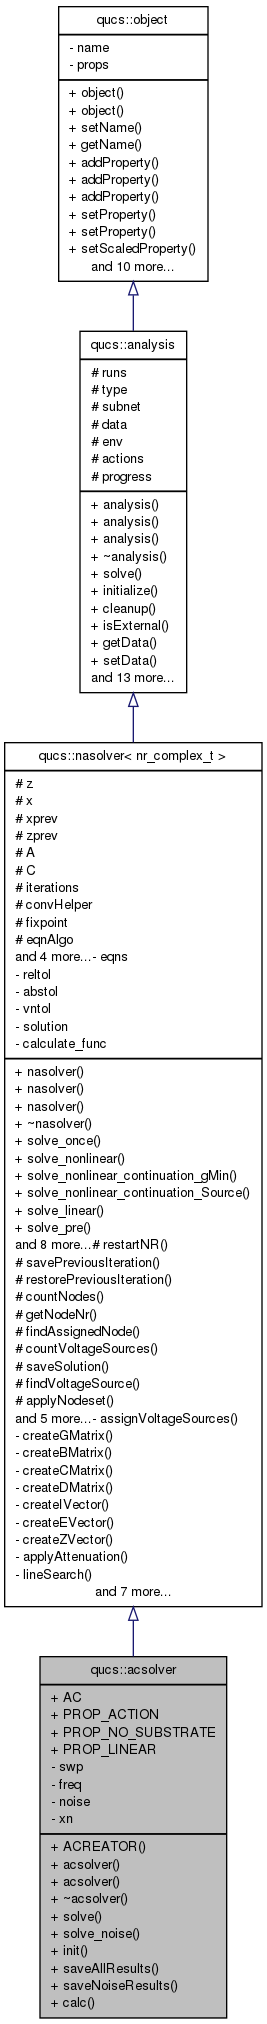 qucs::object
- name
- props
+ object()
+ object()
+ setName()
+ getName()
+ addProperty()
+ addProperty()
+ addProperty()
+ setProperty()
+ setProperty()
+ setScaledProperty()
and 10 more...
qucs::analysis
# runs
# type
# subnet
# data
# env
# actions
# progress
+ analysis()
+ analysis()
+ analysis()
+ ~analysis()
+ solve()
+ initialize()
+ cleanup()
+ isExternal()
+ getData()
+ setData()
and 13 more...
qucs::nasolver< nr_complex_t >
# z
# x
# xprev
# zprev
# A
# C
# iterations
# convHelper
# fixpoint
# eqnAlgo
and 4 more...- eqns
- reltol
- abstol
- vntol
- solution
- calculate_func
+ nasolver()
+ nasolver()
+ nasolver()
+ ~nasolver()
+ solve_once()
+ solve_nonlinear()
+ solve_nonlinear_continuation_gMin()
+ solve_nonlinear_continuation_Source()
+ solve_linear()
+ solve_pre()
and 8 more...# restartNR()
# savePreviousIteration()
# restorePreviousIteration()
# countNodes()
# getNodeNr()
# findAssignedNode()
# countVoltageSources()
# saveSolution()
# findVoltageSource()
# applyNodeset()
and 5 more...- assignVoltageSources()
- createGMatrix()
- createBMatrix()
- createCMatrix()
- createDMatrix()
- createIVector()
- createEVector()
- createZVector()
- applyAttenuation()
- lineSearch()
and 7 more...
qucs::acsolver
+ AC
+ PROP_ACTION
+ PROP_NO_SUBSTRATE
+ PROP_LINEAR
- swp
- freq
- noise
- xn
+ ACREATOR()
+ acsolver()
+ acsolver()
+ ~acsolver()
+ solve()
+ solve_noise()
+ init()
+ saveAllResults()
+ saveNoiseResults()
+ calc()